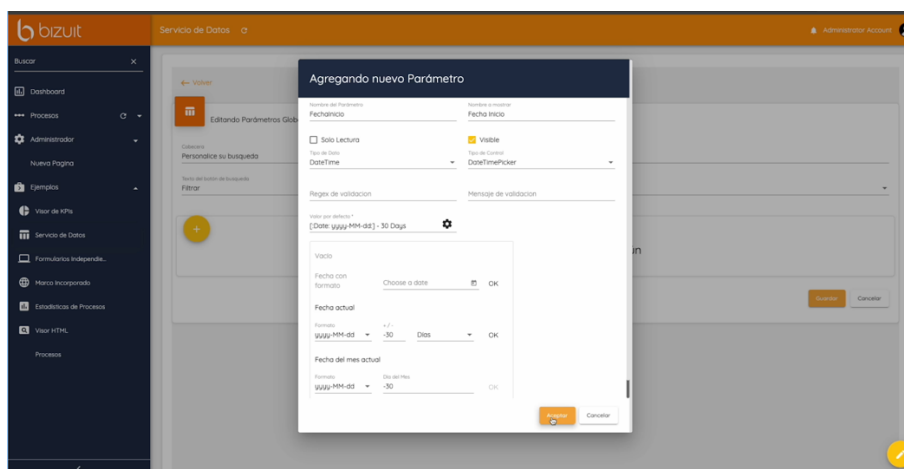 bizuit
Servicio de Datos
Administrator Account
Buscar
Dashboard
Procesos
Administrador
Nueva Pagina
Ejemplos
Visor de KPIs
Servicio de Datos
Formularios Independie...
Marco Incorporado
Estadísticas de Procesos
Visor HTML
Procesos
← Volver
Editando Parámetros Glob
Cabecera
Personalice su busqueda
Texto del botón de busqueda
Filtrar
ún
Guardar Cancelar
Agregando nuevo Parámetro
Nombre del Parámetro Nombre a mostrar
FechaInicio Fecha Inicio
Solo Lectura Visible
Tipo de Dato Tipo de Control
DateTime DateTimePicker
Regex de validacion Mensaje de validacion
Valor por defecto *
[:Date: yyyy-MM-dd:] - 30 Days
Vacío
Fecha con
formato Choose a date OK
Fecha actual
Formato + / -
yyyy-MM-dd -30 Días OK
Fecha del mes actual
Formato Día del Mes
yyyy-MM-dd -30 OK
Aceptar Cancelar